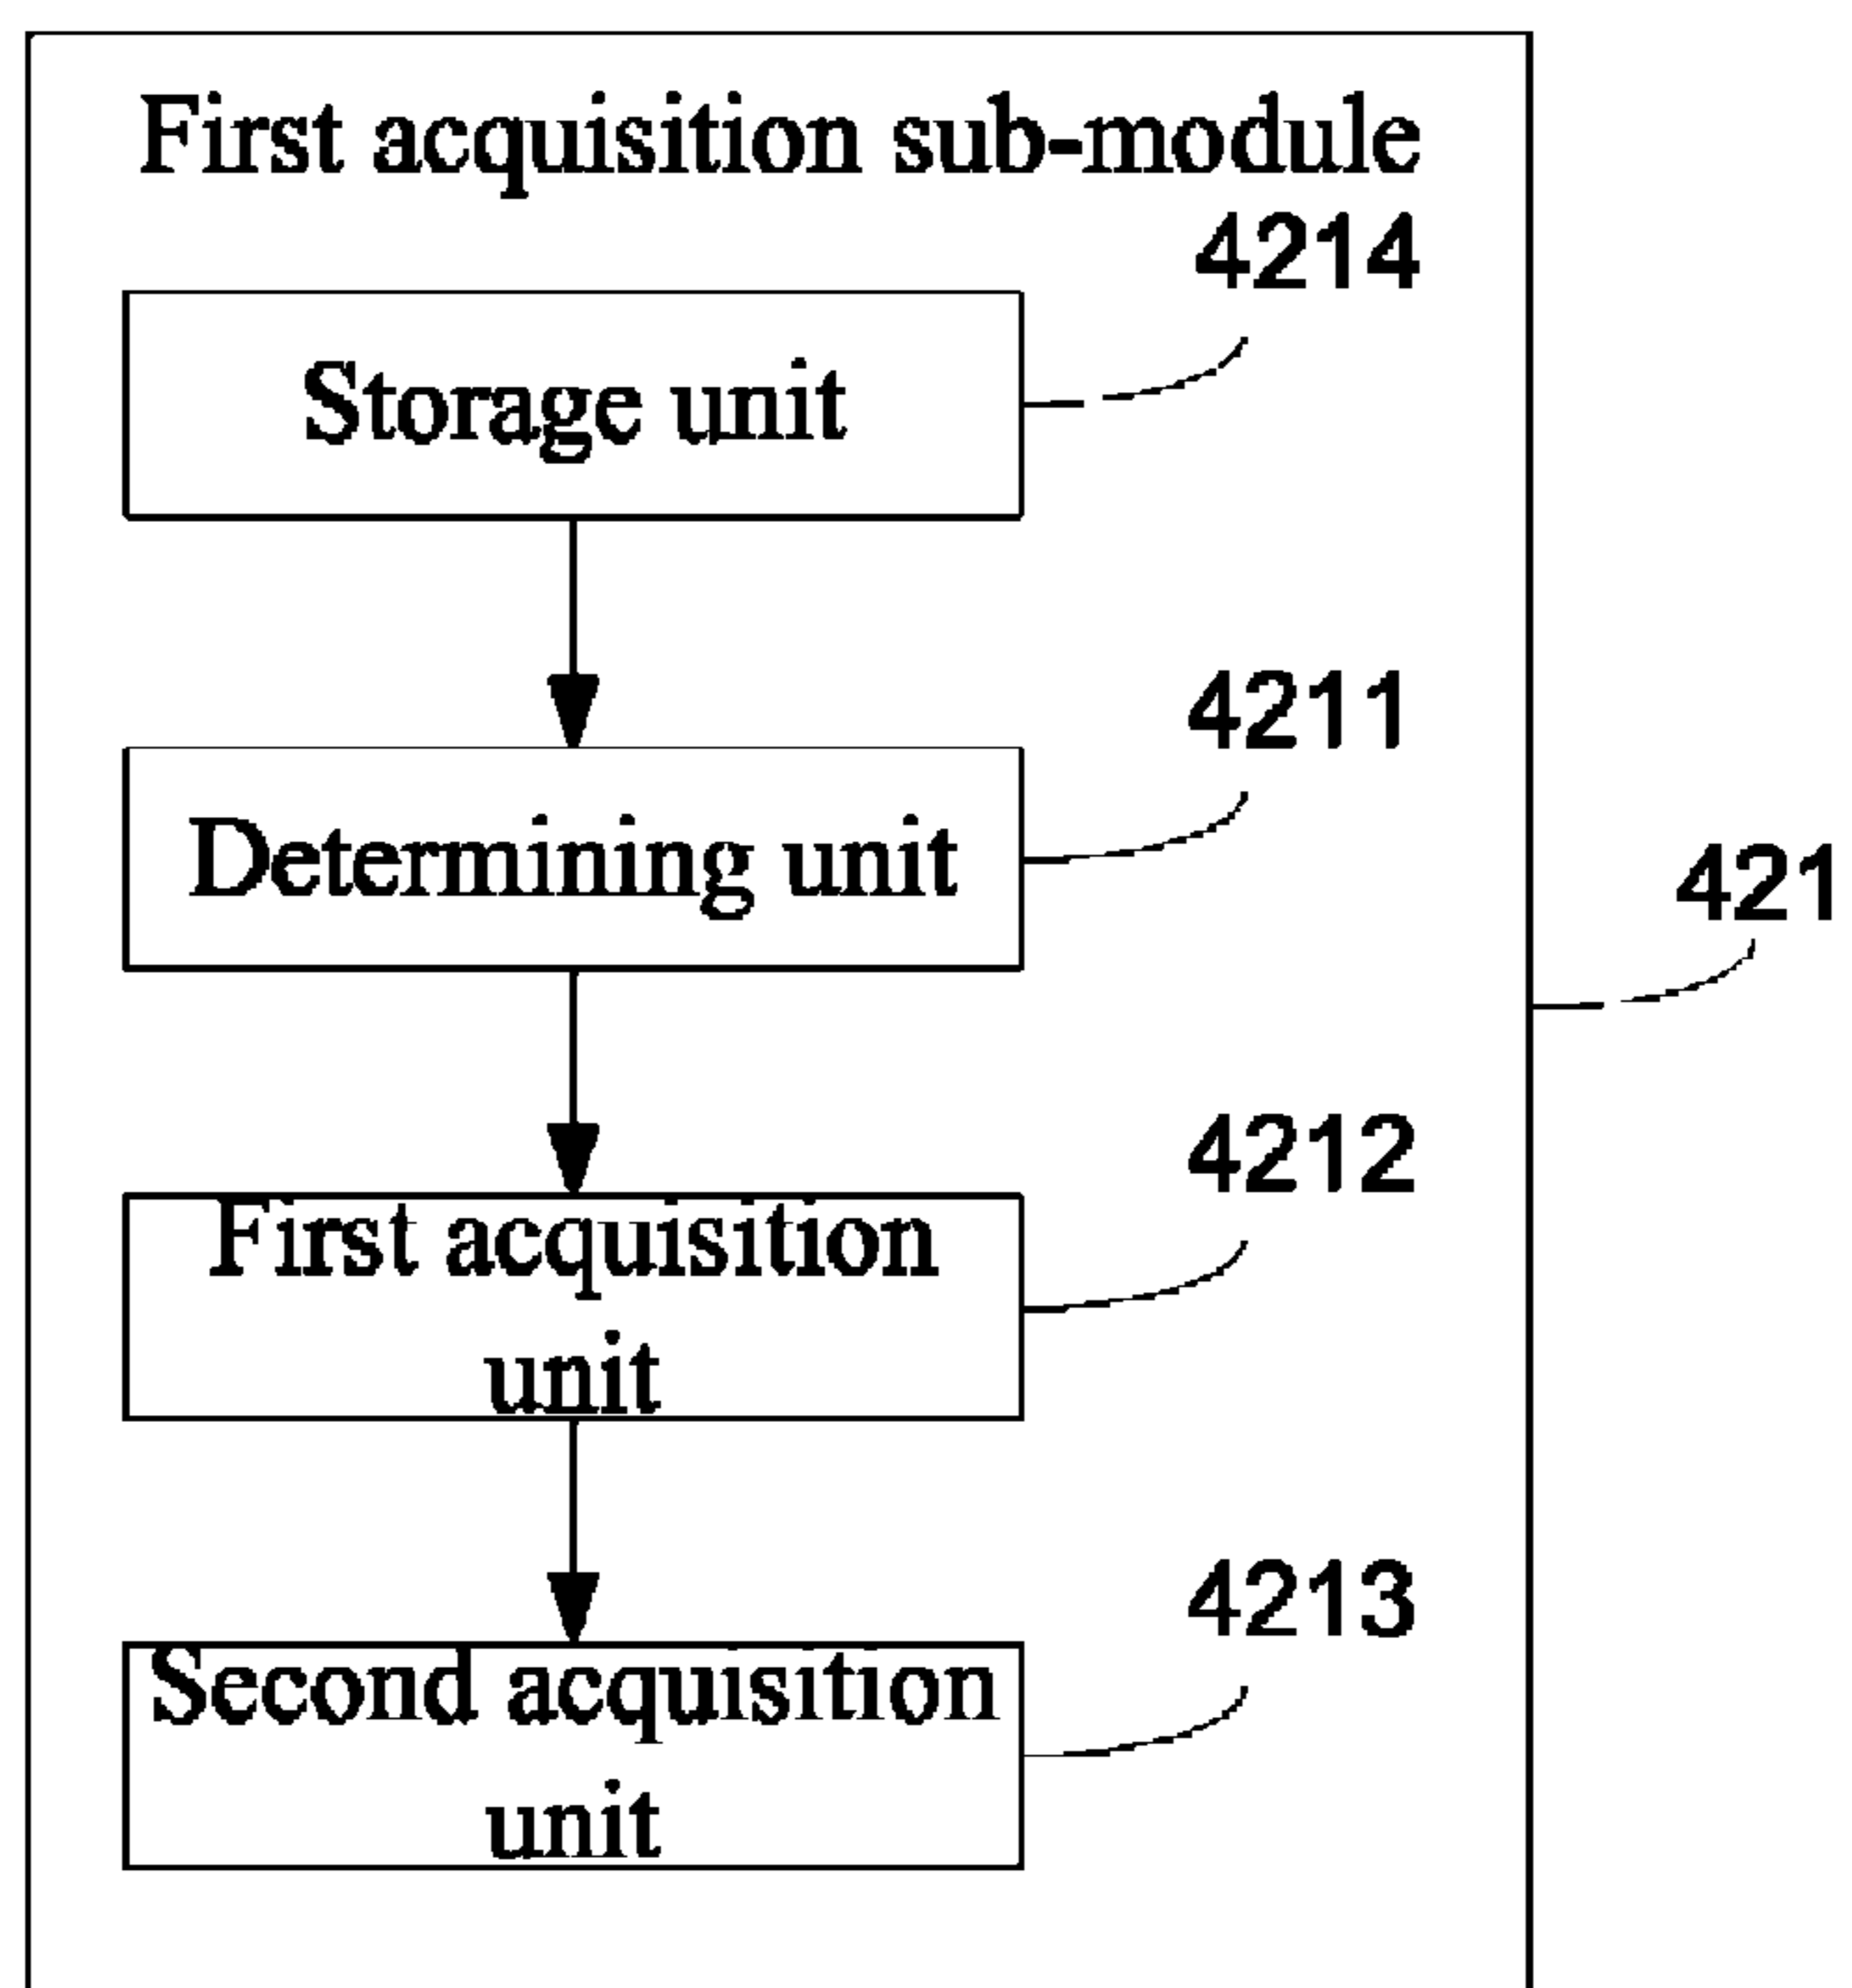 First acquisition sub-module
4214
Storage unit
4211
Determining unit
421
4212
First acquisition
unit
4213
Second acquisition
unit